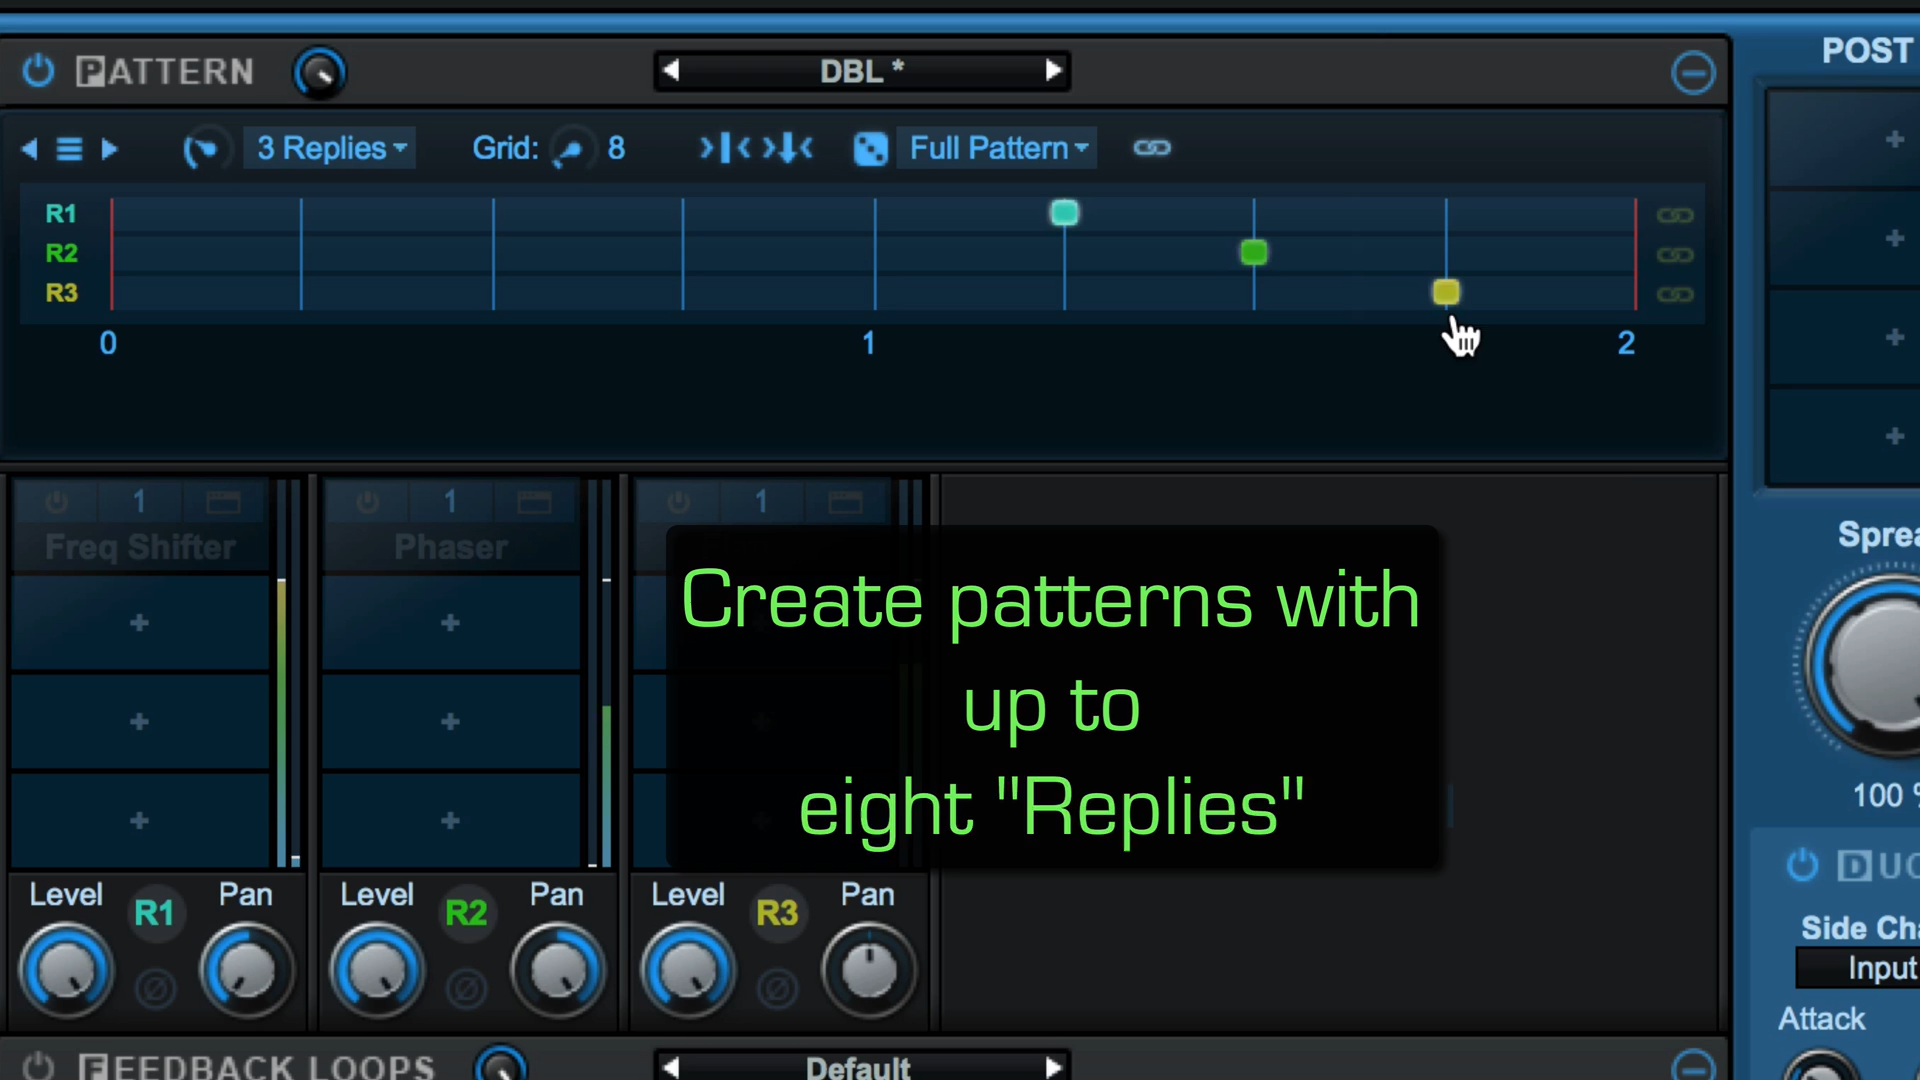 PATTERN
DBL *
POST
3 Replies
Grid: 8
Full Pattern
R1
R2
R3
0 1 2
1 1 1
Freq Shifter
Phaser
Create patterns with
up to
eight "Replies"
Level R1 Pan
Level R2 Pan
Level R3 Pan
100
Side
Input
Attack
FEEDBACK LOOPS
Default